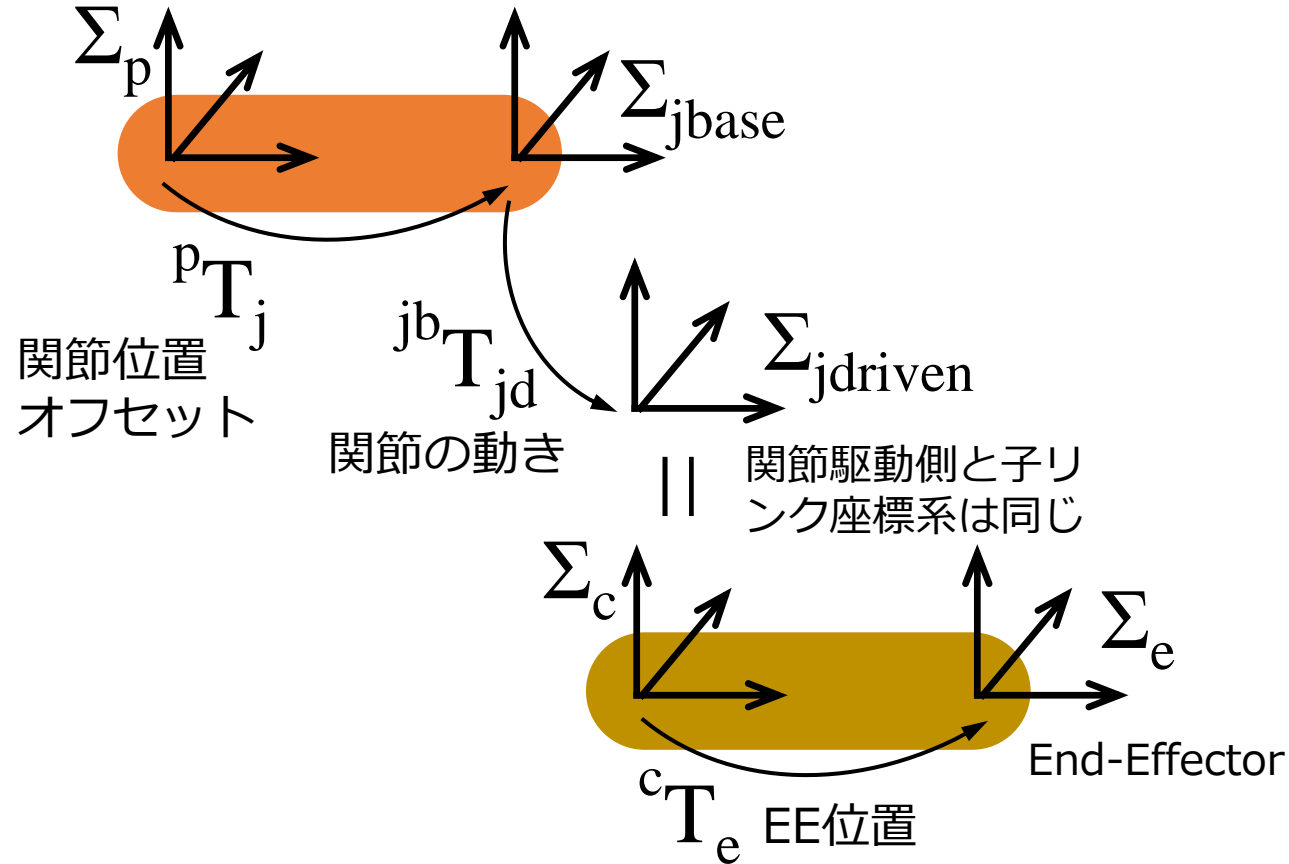 Σp
Σjbase
pTj
関節位置
オフセット
jbTjd
関節の動き
Σjdriven
||
関節駆動側と子リ
ンク座標系は同じ
Σc
Σe
End-Effector
cTe
EE位置